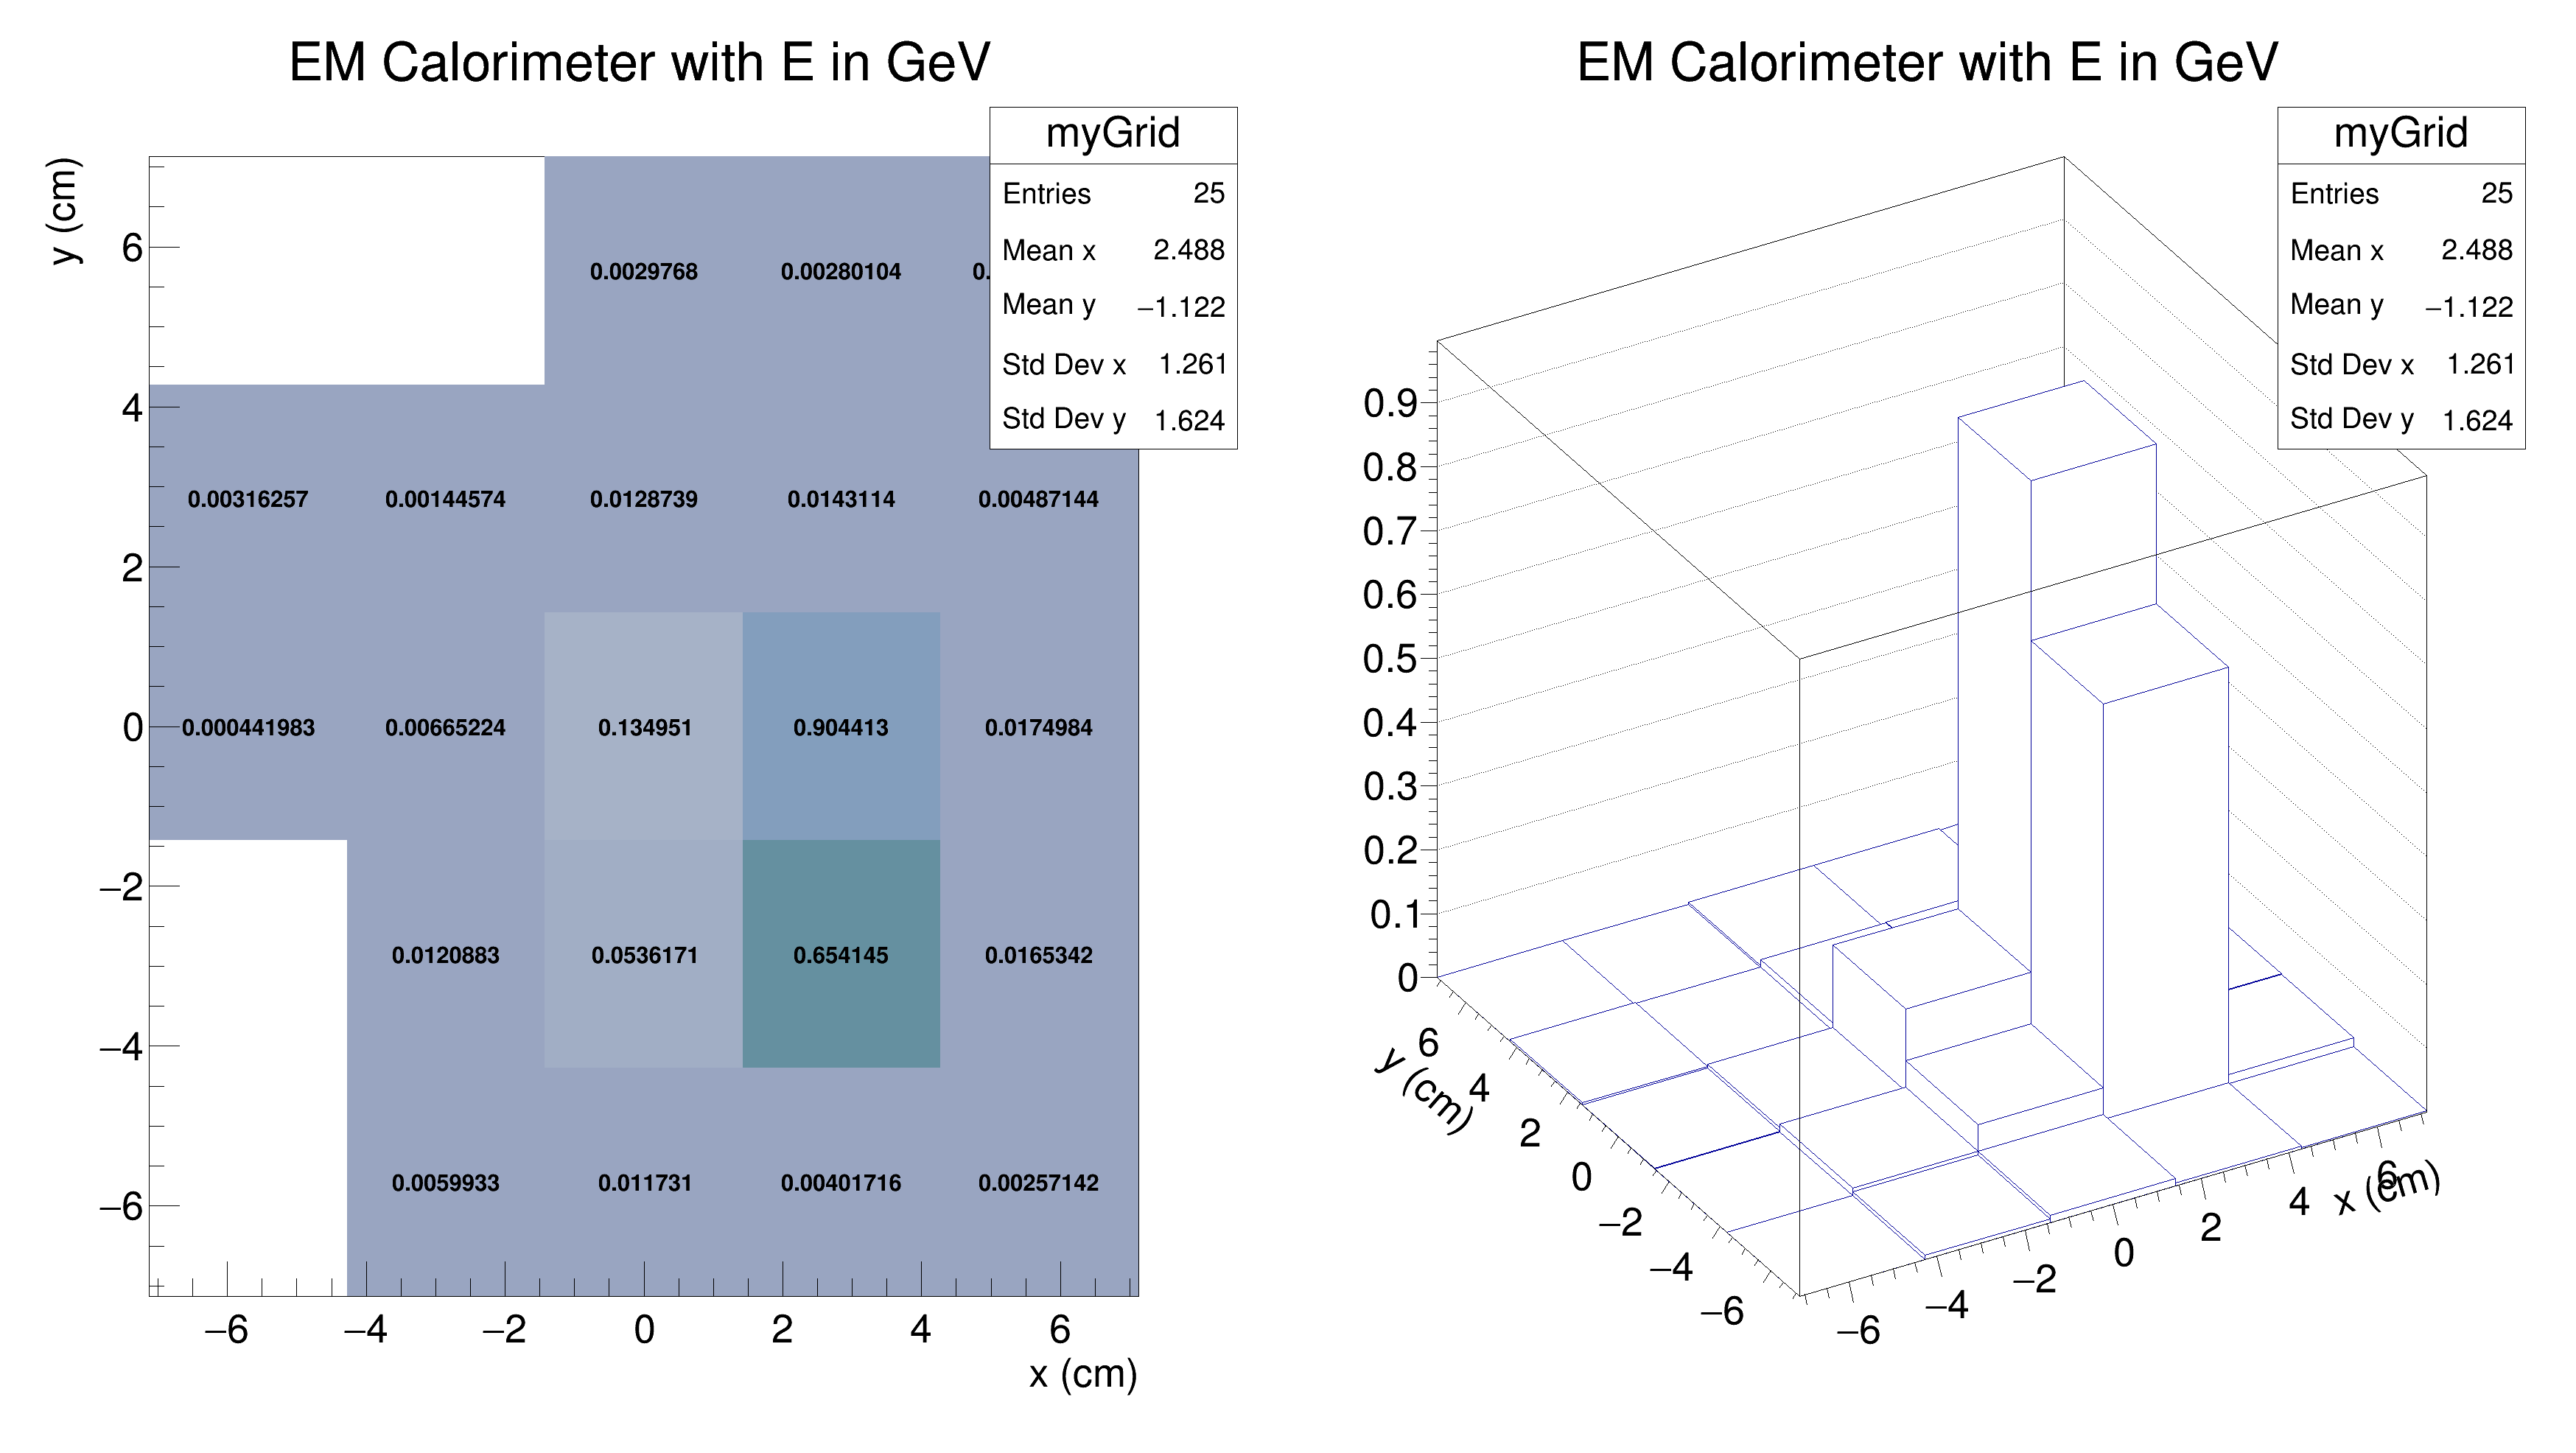 EM Calorimeter with E in GeV
myGrid
Entries 25
Mean x 2.488
Mean y −1.122
Std Dev x 1.261
Std Dev y 1.624
y (cm)
6
4
2
0
−2
−4
−6
0.0029768 0.00280104 0.
0.00316257 0.00144574 0.0128739 0.0143114 0.00487144
0.000441983 0.00665224 0.134951 0.904413 0.0174984
0.0120883 0.0536171 0.654145 0.0165342
0.0059933 0.011731 0.00401716 0.00257142
−6 −4 −2 0 2 4 6
x (cm)
EM Calorimeter with E in GeV
myGrid
Entries 25
Mean x 2.488
Mean y −1.122
Std Dev x 1.261
Std Dev y 1.624
0.9
0.8
0.7
0.6
0.5
0.4
0.3
0.2
0.1
0
6
4
2
0
−2
−4
−6
y (cm)
−6
−4
−2
0
2
4
6
x (cm)